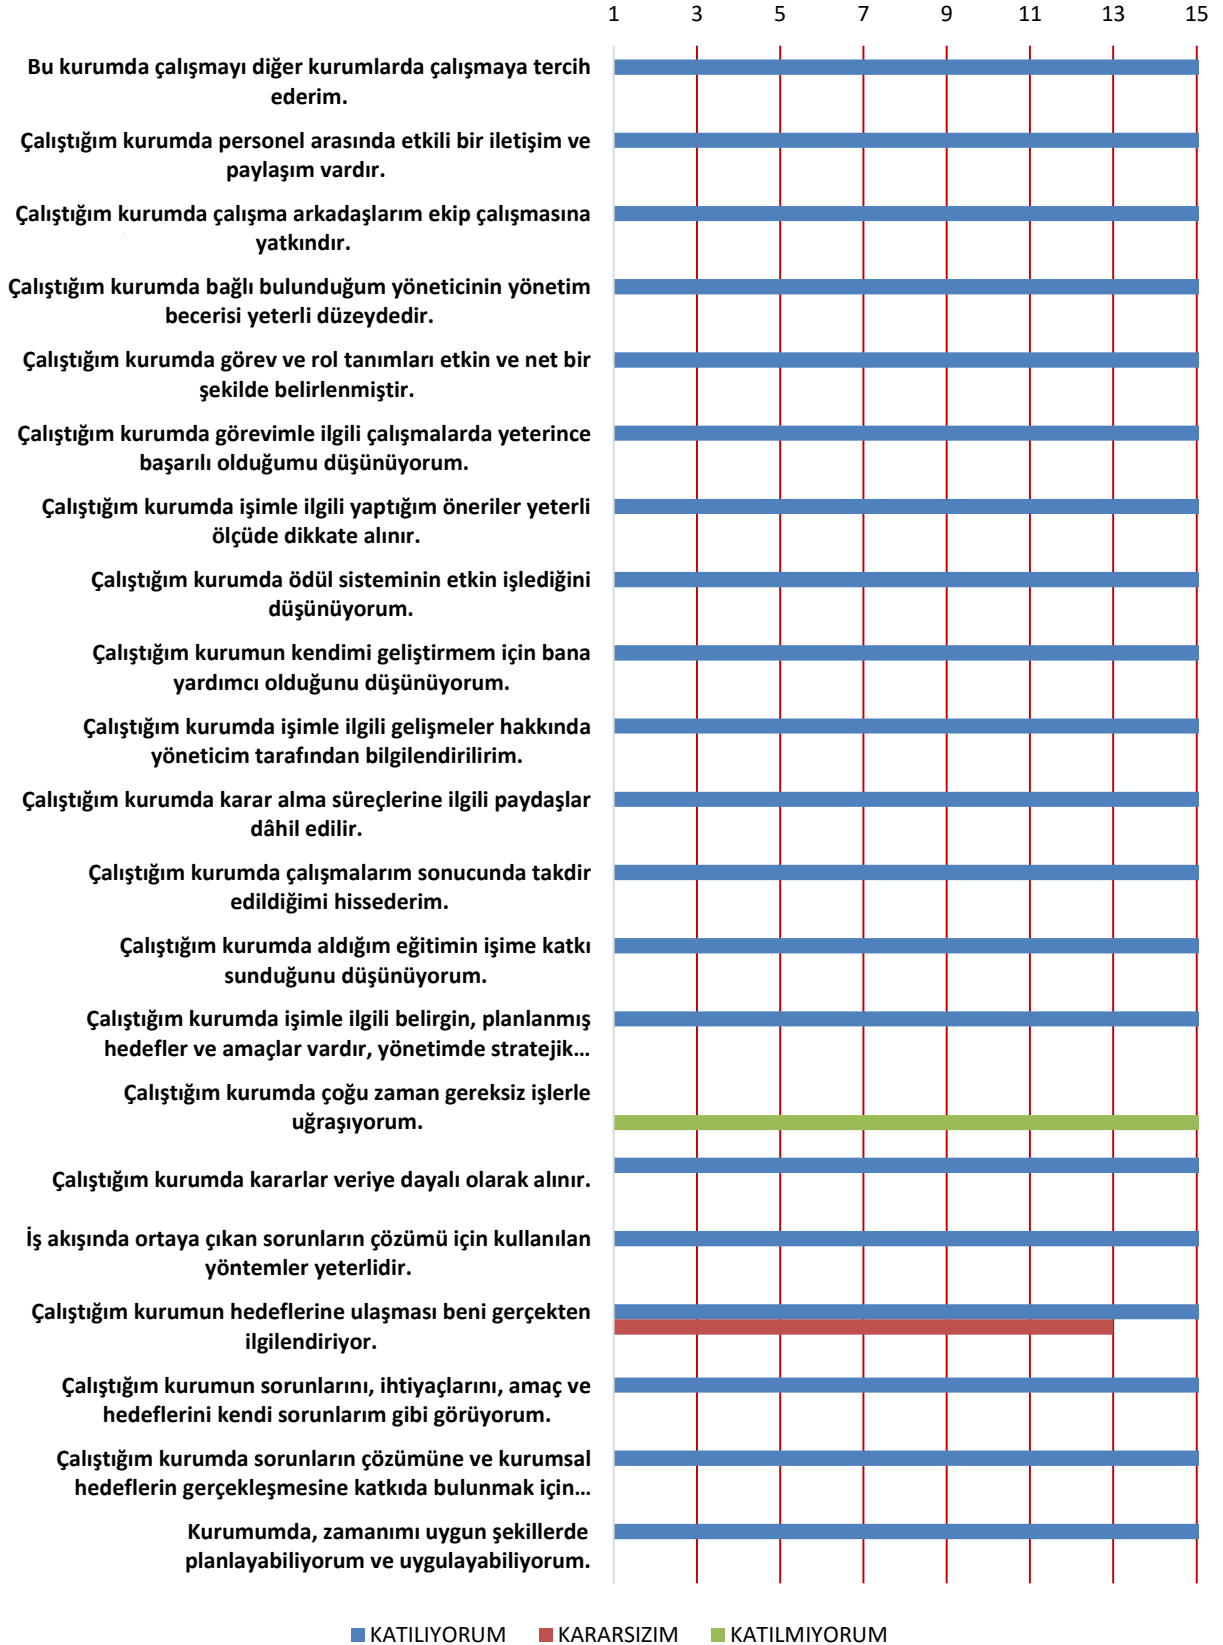 1 3 5 7 9 11 13 15
Bu kurumda çalışmayı diğer kurumlarda çalışmaya tercih
ederim.
Çalıştığım kurumda personel arasında etkili bir iletişim ve
paylaşım vardır.
Çalıştığım kurumda çalışma arkadaşlarım ekip çalışmasına
yatkındır.
Çalıştığım kurumda bağlı bulunduğum yöneticinin yönetim
becerisi yeterli düzeydedir.
Çalıştığım kurumda görev ve rol tanımları etkin ve net bir
şekilde belirlenmiştir.
Çalıştığım kurumda görevimle ilgili çalışmalarda yeterince
başarılı olduğumu düşünüyorum.
Çalıştığım kurumda işimle ilgili yaptığım öneriler yeterli
ölçüde dikkate alınır.
Çalıştığım kurumda ödül sisteminin etkin işlediğini
düşünüyorum.
Çalıştığım kurumun kendimi geliştirmem için bana
yardımcı olduğunu düşünüyorum.
Çalıştığım kurumda işimle ilgili gelişmeler hakkında
yöneticim tarafından bilgilendirilirim.
Çalıştığım kurumda karar alma süreçlerine ilgili paydaşlar
dâhil edilir.
Çalıştığım kurumda çalışmalarım sonucunda takdir
edildiğimi hissederim.
Çalıştığım kurumda aldığım eğitimin işime katkı
sunduğunu düşünüyorum.
Çalıştığım kurumda işimle ilgili belirgin, planlanmış
hedefler ve amaçlar vardır, yönetimde stratejik…
Çalıştığım kurumda çoğu zaman gereksiz işlerle
uğraşıyorum.
Çalıştığım kurumda kararlar veriye dayalı olarak alınır.
İş akışında ortaya çıkan sorunların çözümü için kullanılan
yöntemler yeterlidir.
Çalıştığım kurumun hedeflerine ulaşması beni gerçekten
ilgilendiriyor.
Çalıştığım kurumun sorunlarını, ihtiyaçlarını, amaç ve
hedeflerini kendi sorunlarım gibi görüyorum.
Çalıştığım kurumda sorunların çözümüne ve kurumsal
hedeflerin gerçekleşmesine katkıda bulunmak için…
Kurumumda, zamanımı uygun şekillerde
planlayabiliyorum ve uygulayabiliyorum.
KATILIYORUM KARARSIZIM KATILMIYORUM